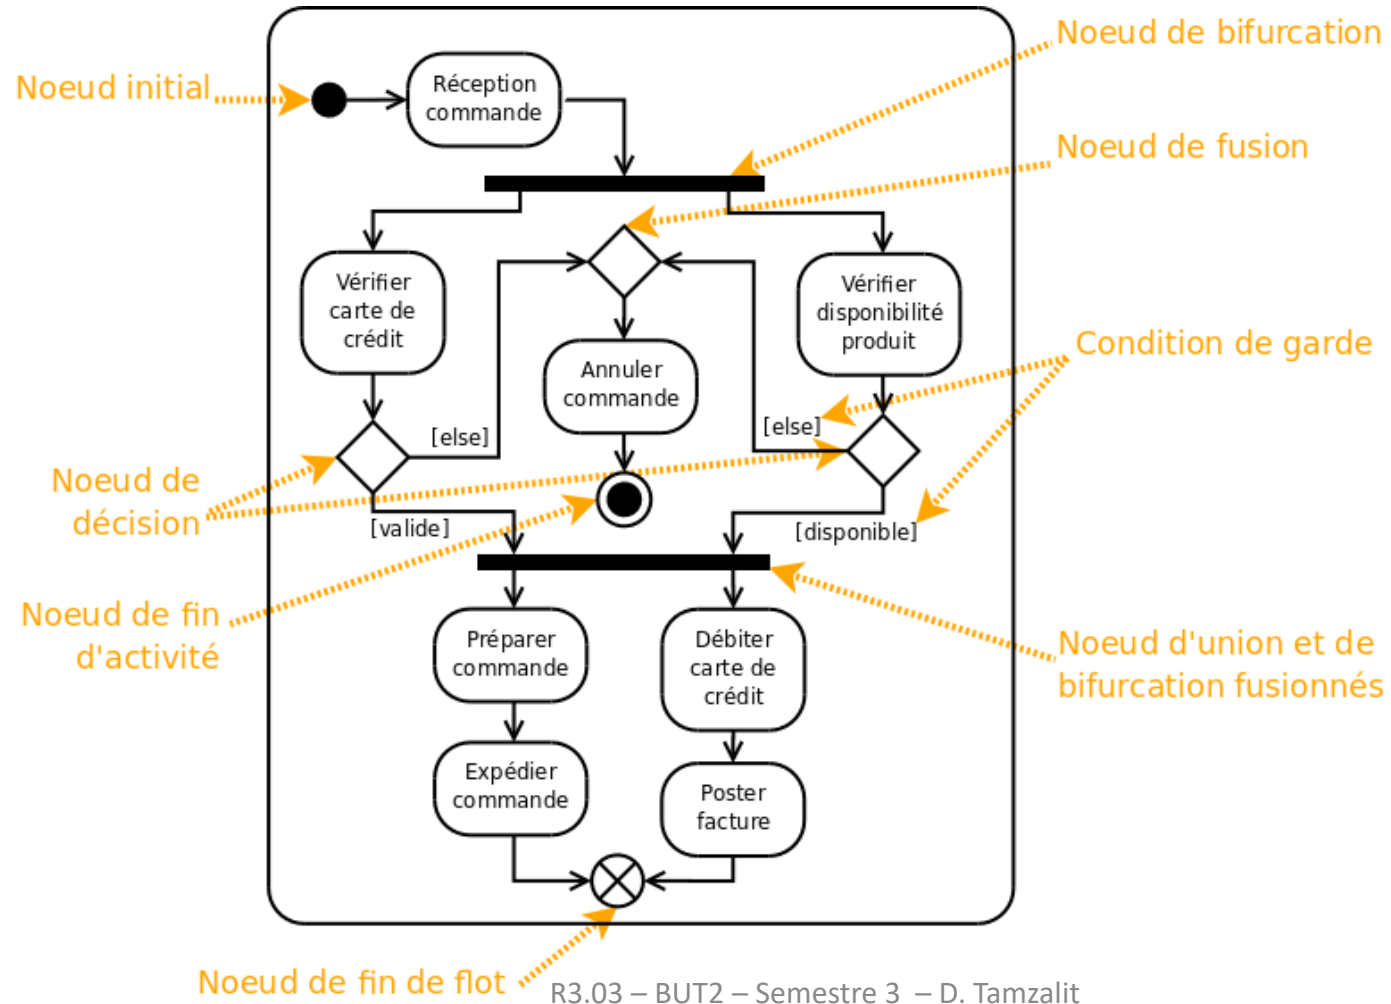 Noeud de bifurcation
Noeud initial
Réception
commande
Noeud de fusion
Vérifier
carte de
crédit
Vérifier
disponibilité
produit
Condition de garde
Annuler
commande
[else]
[else]
Noeud de
décision
[valide]
[disponible]
Noeud de fin
d'activité
Préparer
commande
Débiter
carte de
crédit
Noeud d'union et de
bifurcation fusionnés
Expédier
commande
Poster
facture
Noeud de fin de flot
R3.03 – BUT2 – Semestre 3 – D. Tamzalit